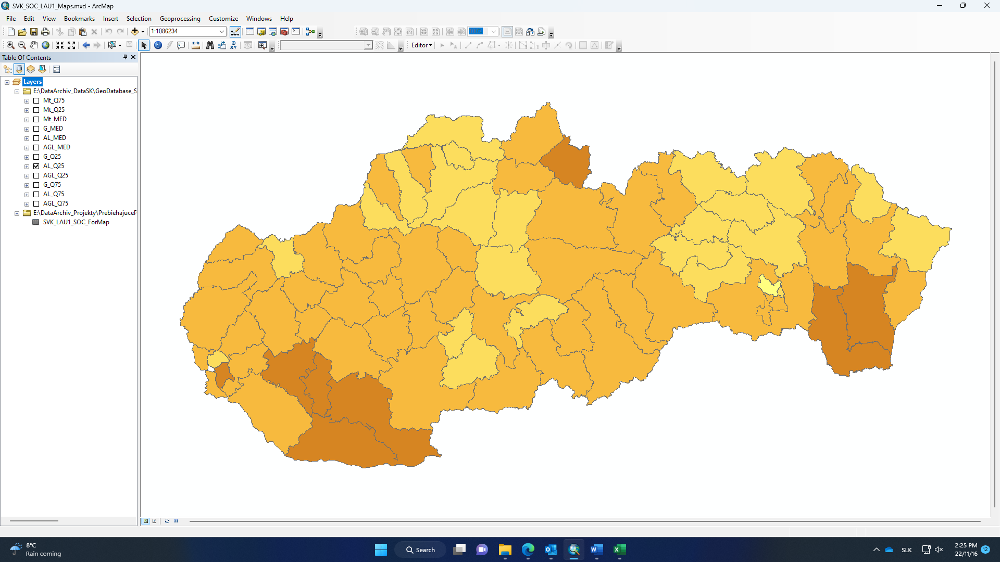 SVK_SOC_LAU1_Maps.mxd - ArcMap
File Edit View Bookmarks Insert Selection Geoprocessing Customize Windows Help
1:1086234
100%
Editor
Table Of Contents
Layers
E:\DataArchiv_DataSK\GeoDatabase_S
Mt_Q75
Mt_Q25
Mt_MED
G_MED
AL_MED
AGL_MED
G_Q25
AL_Q25
AGL_Q25
G_Q75
AL_Q75
AGL_Q75
E:\DataArchiv_Projekty\PrebiehajuceP
SVK_LAU1_SOC_ForMap
8°C
Rain coming
Search
SLK
2:25 PM
22/11/16
12